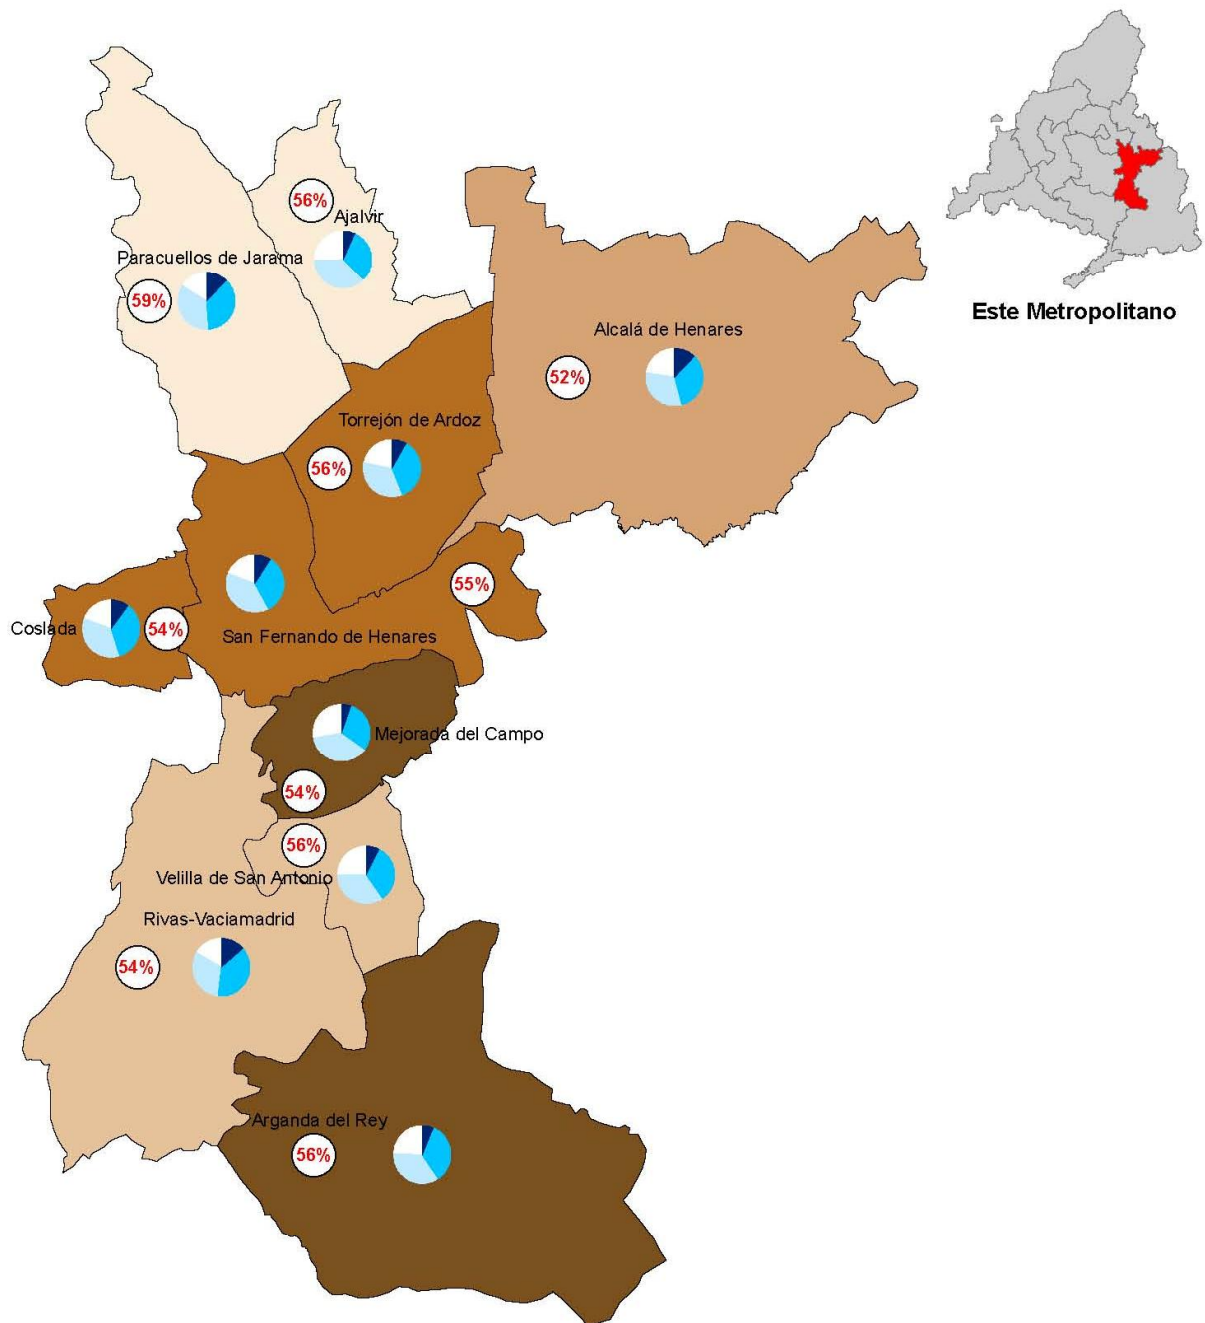 56%
Ajalvir
Paracuellos de Jarama
59%
Este Metropolitano
Alcalá de Henares
52%
Torrejón de Ardoz
56%
55%
Coslada
54%
San Fernando de Henares
Mejorada del Campo
54%
56%
Velilla de San Antonio
Rivas-Vaciamadrid
54%
Arganda del Rey
56%